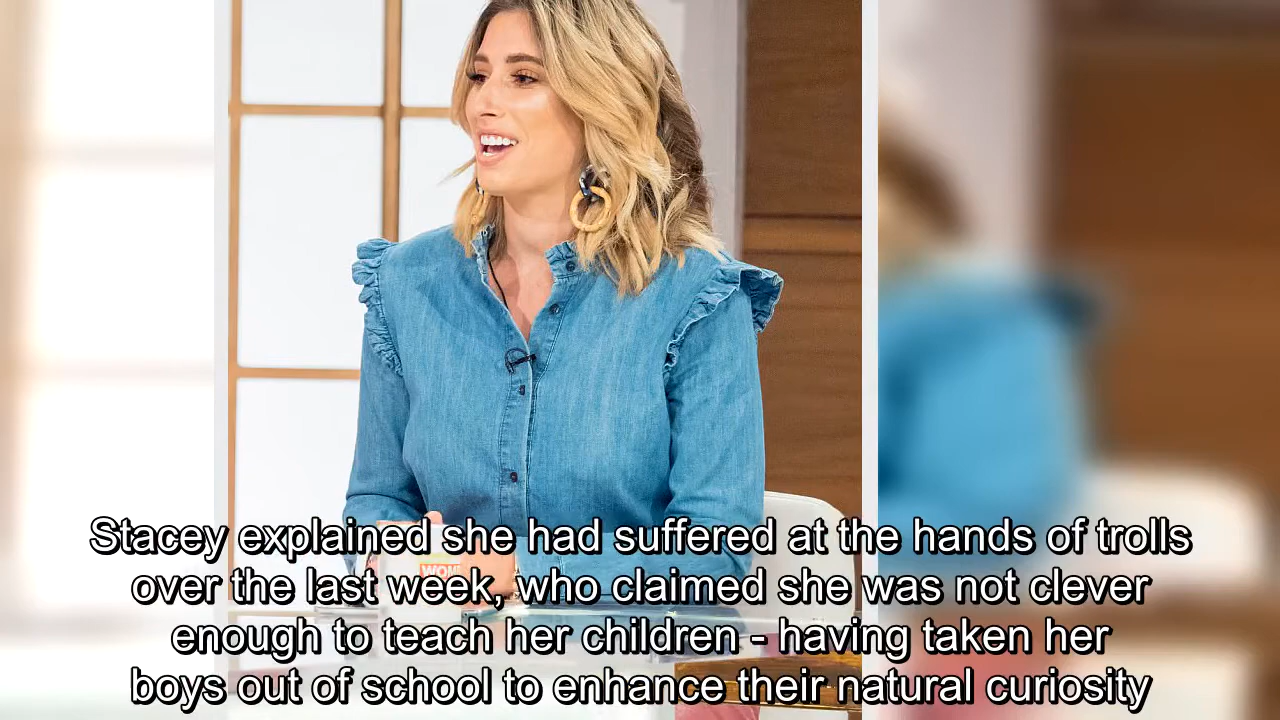 WOM
Stacey explained she had suffered at the hands of trolls
over the last week, who claimed she was not clever
enough to teach her children - having taken her
boys out of school to enhance their natural curiosity